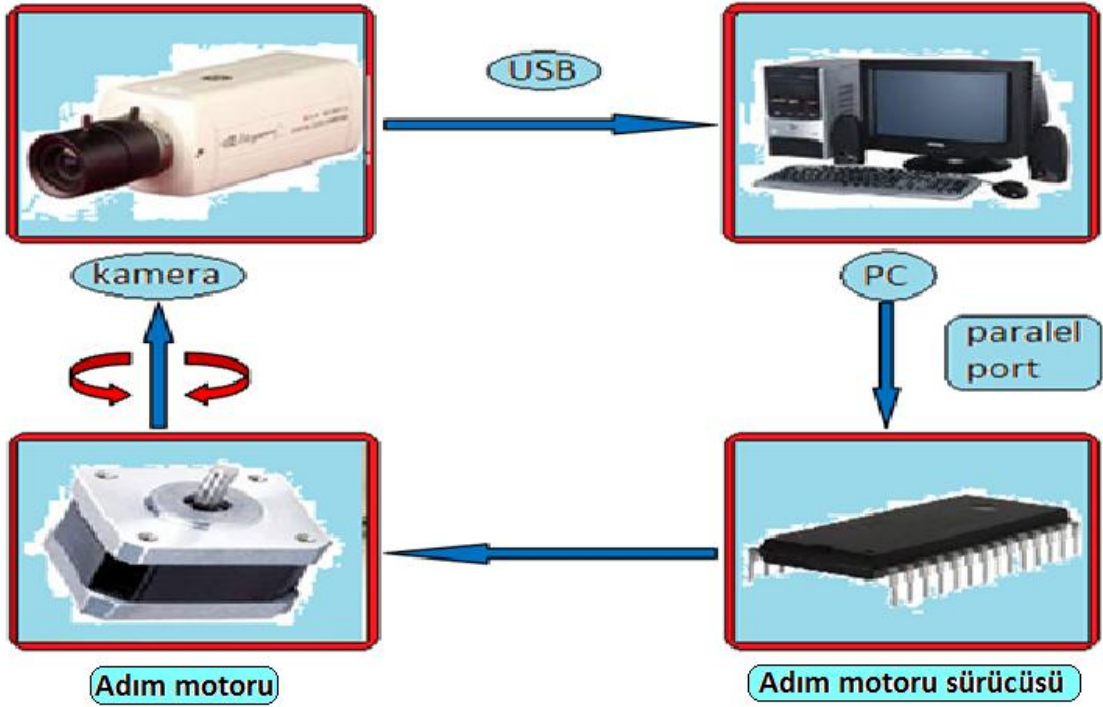 USB
kamera
PC
paralel
port
Adım motoru
Adım motoru sürücüsü